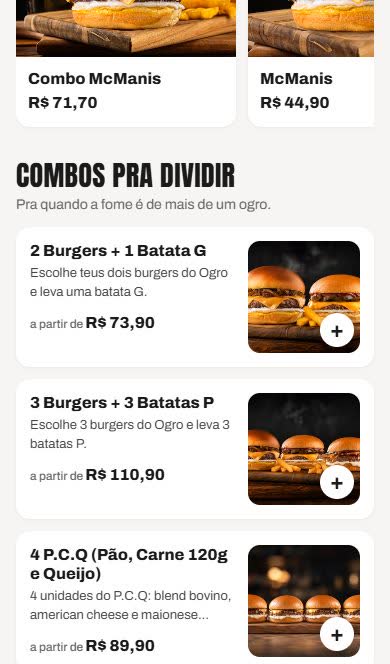 Combo McManis
R$ 71,70
McManis
R$ 44,90
COMBOS PRA DIVIDIR
Pra quando a fome é de mais de um ogro.
2 Burgers + 1 Batata G
Escolhe teus dois burgers do Ogro
e leva uma batata G.
a partir de R$ 73,90
+
3 Burgers + 3 Batatas P
Escolhe 3 burgers do Ogro e leva 3
batatas P.
a partir de R$ 110,90
+
4 P.C.Q (Pão, Carne 120g
e Queijo)
4 unidades do P.C.Q: blend bovino,
american cheese e maionese...
a partir de R$ 89,90
+